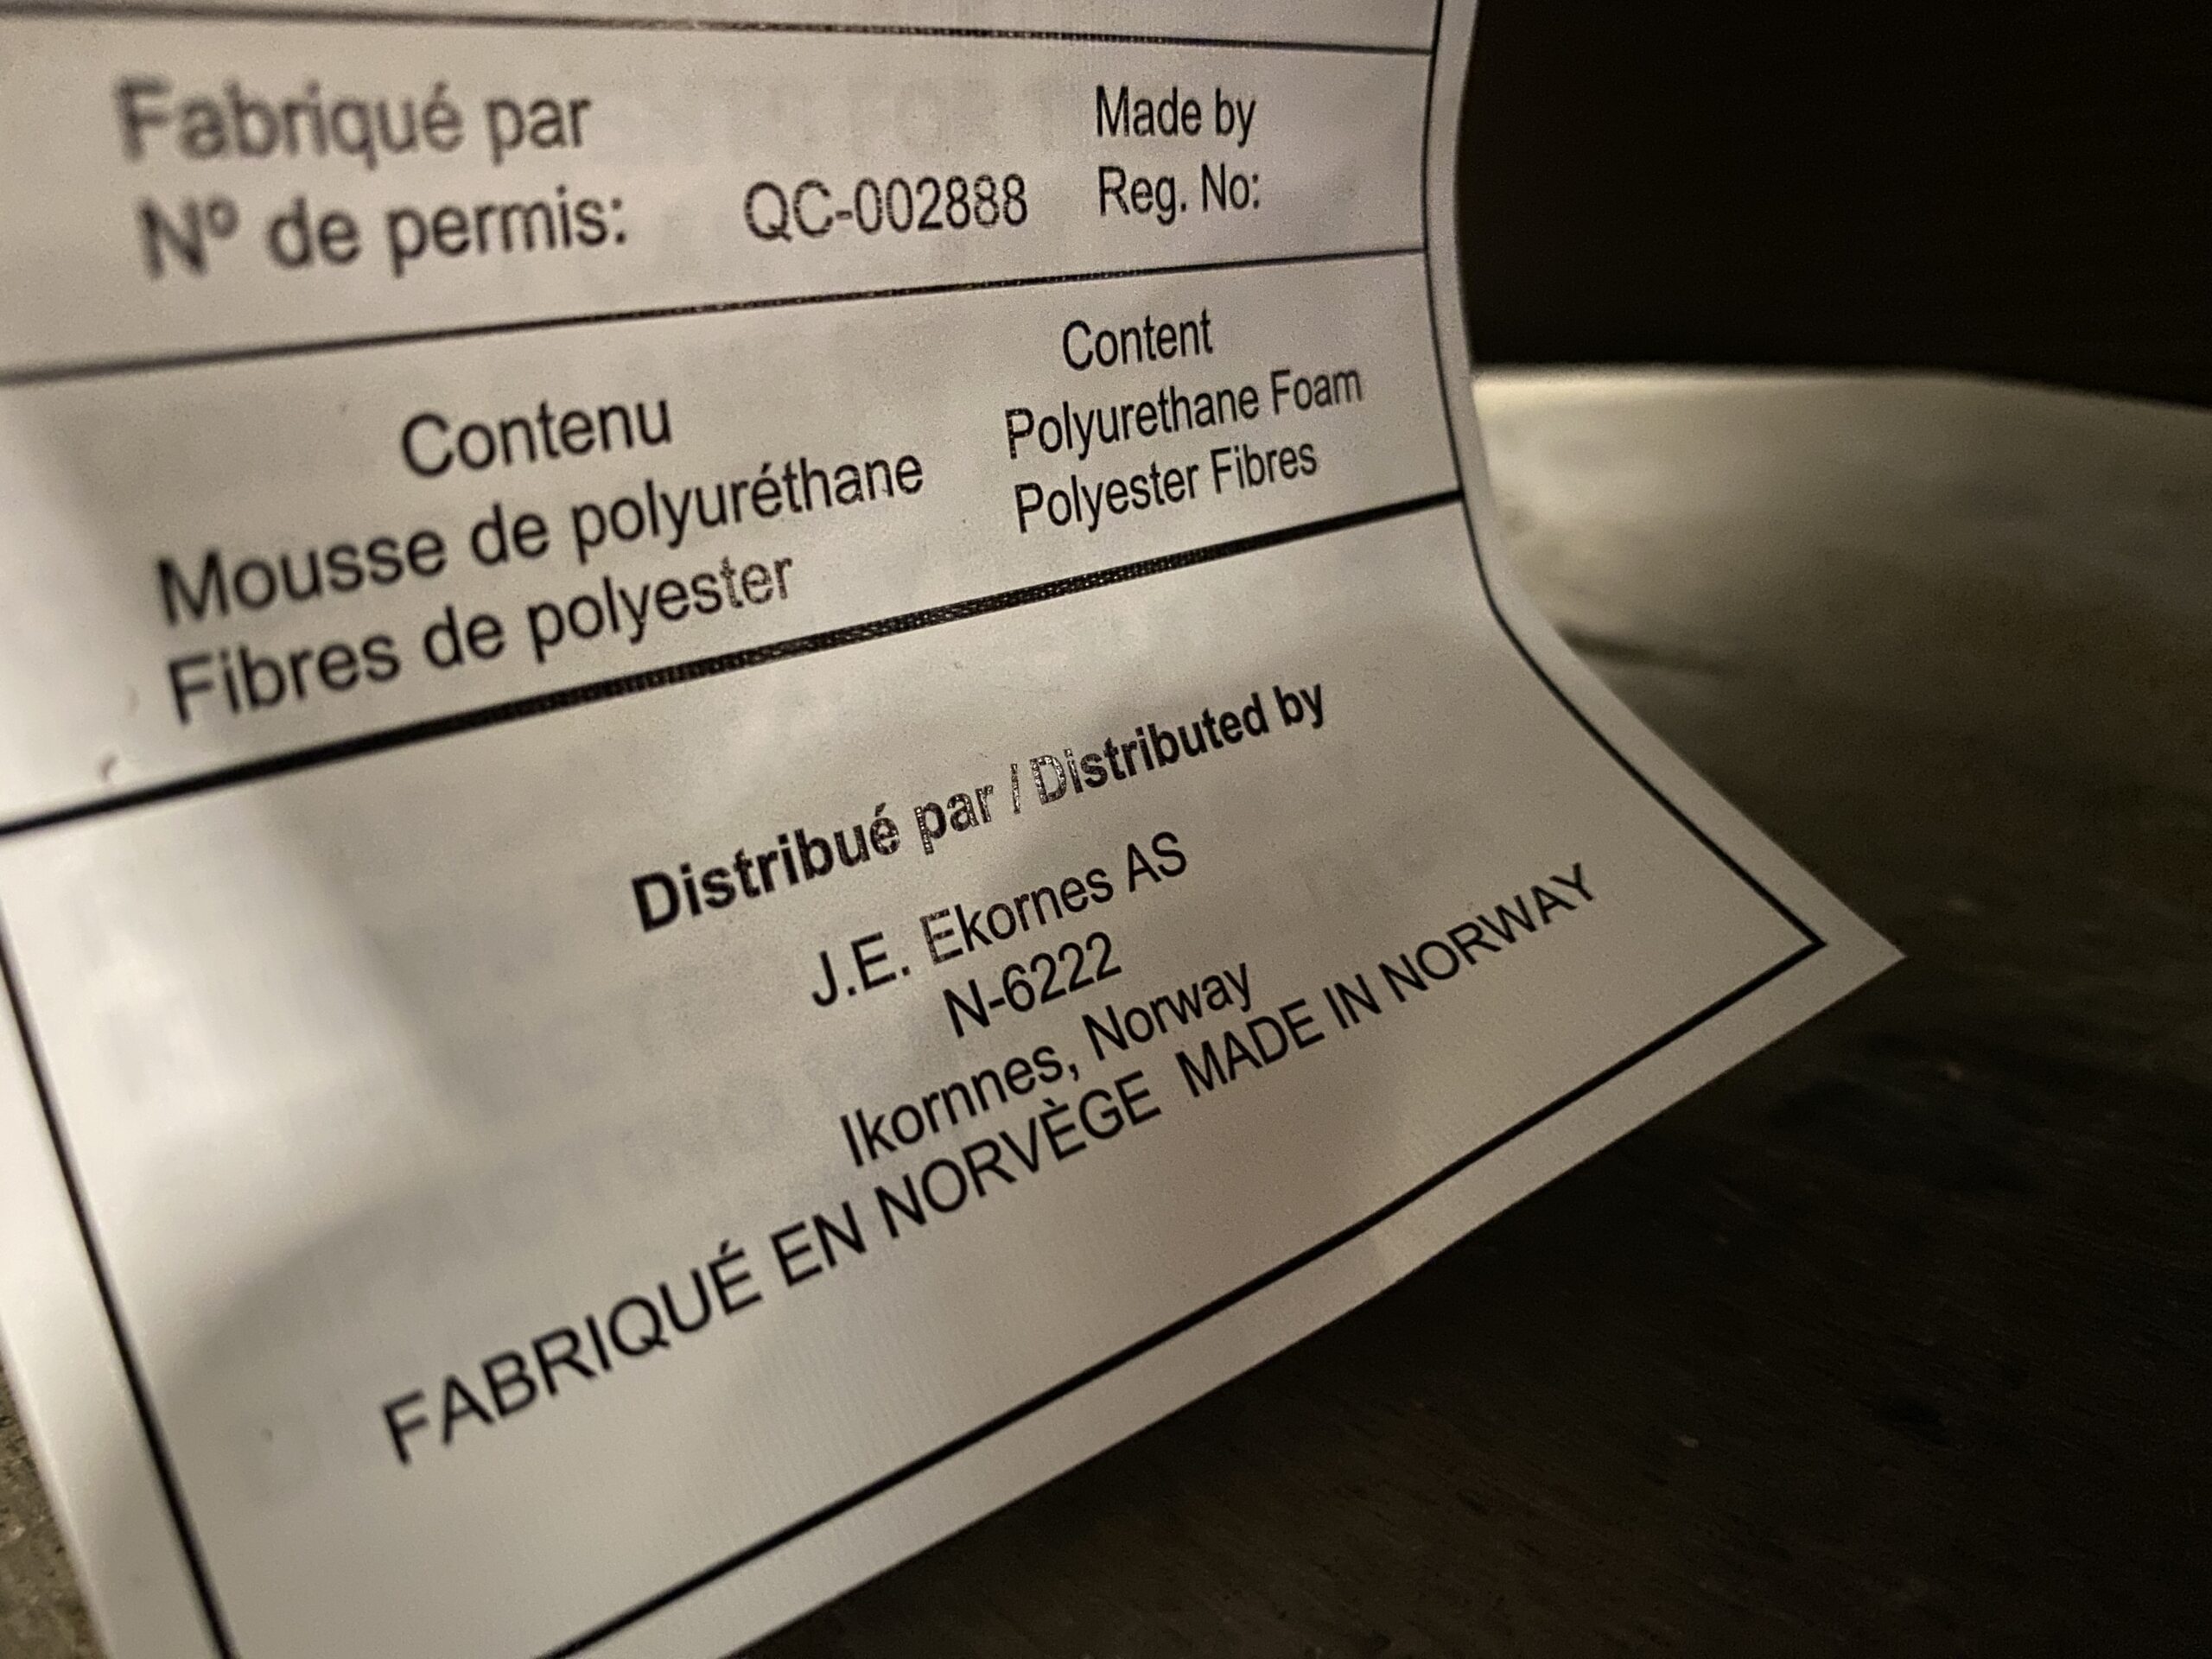 Fabriqué par Made by
Nº de permis: QC-002888 Reg. No:
Contenu Content
Mousse de polyuréthane Polyurethane Foam
Fibres de polyester Polyester Fibres
Distribué par / Distributed by
J.E. Ekornes AS
N-6222
Ikornnes, Norway
FABRIQUÉ EN NORVÈGE MADE IN NORWAY